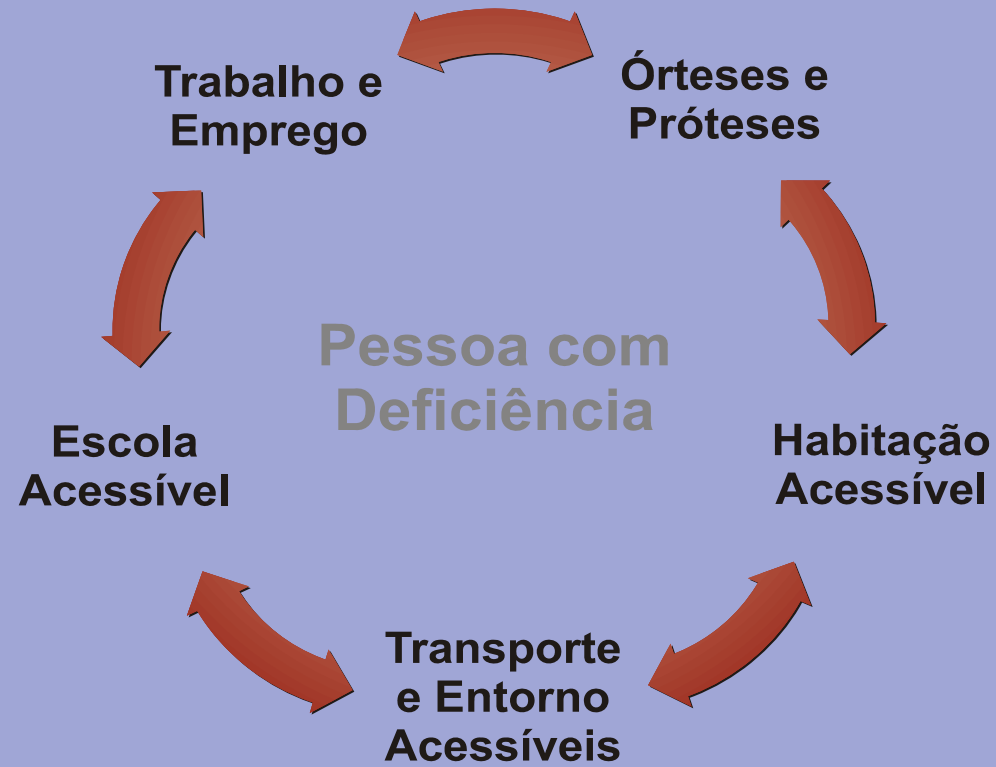 Trabalho e
Emprego
Órteses e
Próteses
Pessoa com
Deficiência
Escola
Acessível
Habitação
Acessível
Transporte
e Entorno
Acessíveis